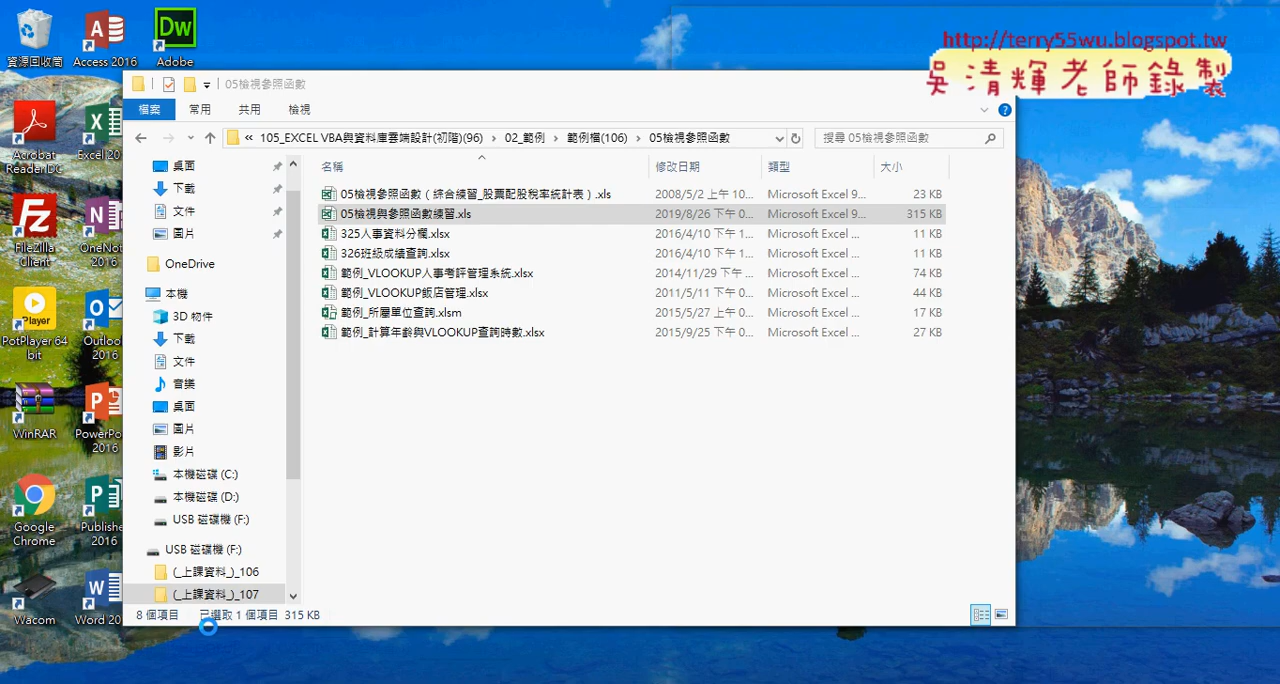 資源回收筒
Access 2016
Adobe
http://terry55wu.blogspot.tw
吳清輝老師錄製
05檢視參照函數
檔案 常用 共用 檢視
« 105_EXCEL VBA與資料庫雲端設計(初階)(96) › 02_範例 › 範例檔(106) › 05檢視參照函數
搜尋 05檢視參照函數
名稱 修改日期 類型 大小
05檢視參照函數 ( 綜合練習_股票配股稅率統計表 ) .xls 2008/5/2 上午 10... Microsoft Excel 9... 23 KB
05檢視與參照函數練習.xls 2019/8/26 下午 0... Microsoft Excel 9... 315 KB
325人事資料分欄.xlsx 2016/4/10 下午 1... Microsoft Excel ... 11 KB
326班級成績查詢.xlsx 2016/4/10 下午 1... Microsoft Excel ... 11 KB
範例_VLOOKUP人事考評管理系統.xlsx 2014/11/29 下午 ... Microsoft Excel ... 74 KB
範例_VLOOKUP飯店管理.xlsx 2011/5/11 下午 0... Microsoft Excel ... 44 KB
範例_所屬單位查詢.xlsm 2015/5/27 上午 0... Microsoft Excel ... 17 KB
範例_計算年齡與VLOOKUP查詢時數.xlsx 2015/9/25 下午 0... Microsoft Excel ... 27 KB
桌面
下載
文件
圖片
OneDrive
本機
3D 物件
下載
文件
音樂
桌面
圖片
影片
本機磁碟 (C:)
本機磁碟 (D:)
USB 磁碟機 (F:)
USB 磁碟機 (F:)
(_上課資料_)_106
(_上課資料_)_107
8 個項目 已選取 1 個項目 315 KB
Acrobat
Reader DC
Excel 20
FileZilla
Client
OneNot
2016
Player
PotPlayer 64
bit
Outlook
2016
WinRAR
PowerPo
2016
Google
Chrome
Publishe
2016
Wacom
Word 20